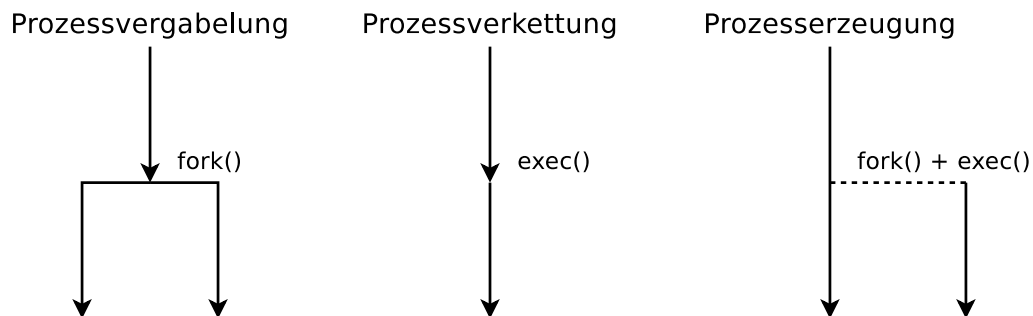 Prozessvergabelung
Prozessverkettung
Prozesserzeugung
fork()
exec()
fork() + exec()